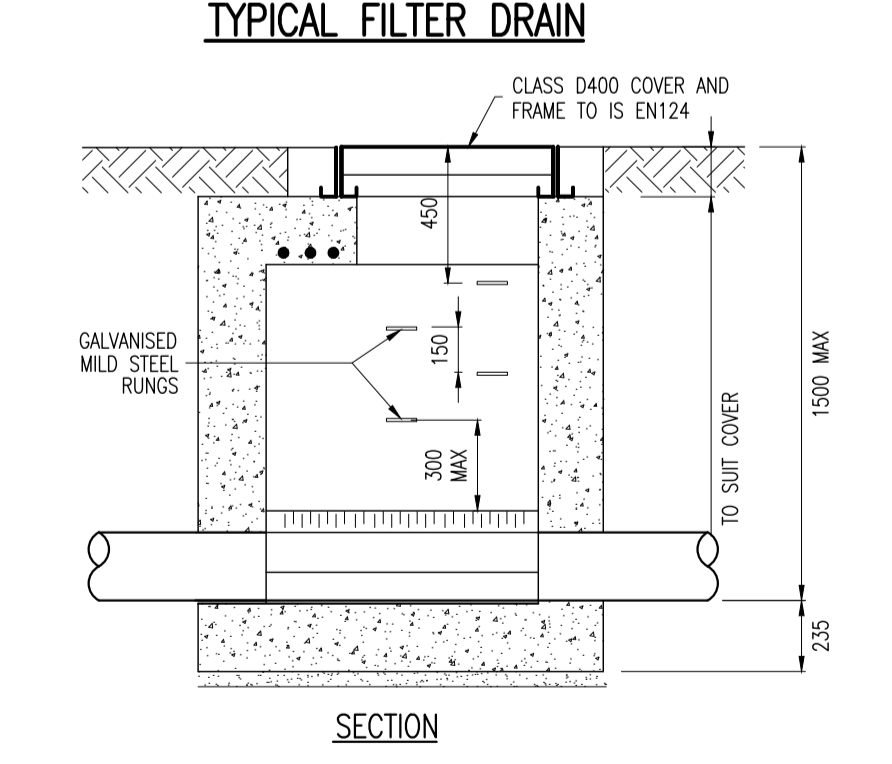 TYPICAL FILTER DRAIN
CLASS D400 COVER AND
FRAME TO IS EN124
450
GALVANISED
MILD STEEL
RUNGS
150
300
MAX
TO SUIT COVER
1500 MAX
235
SECTION